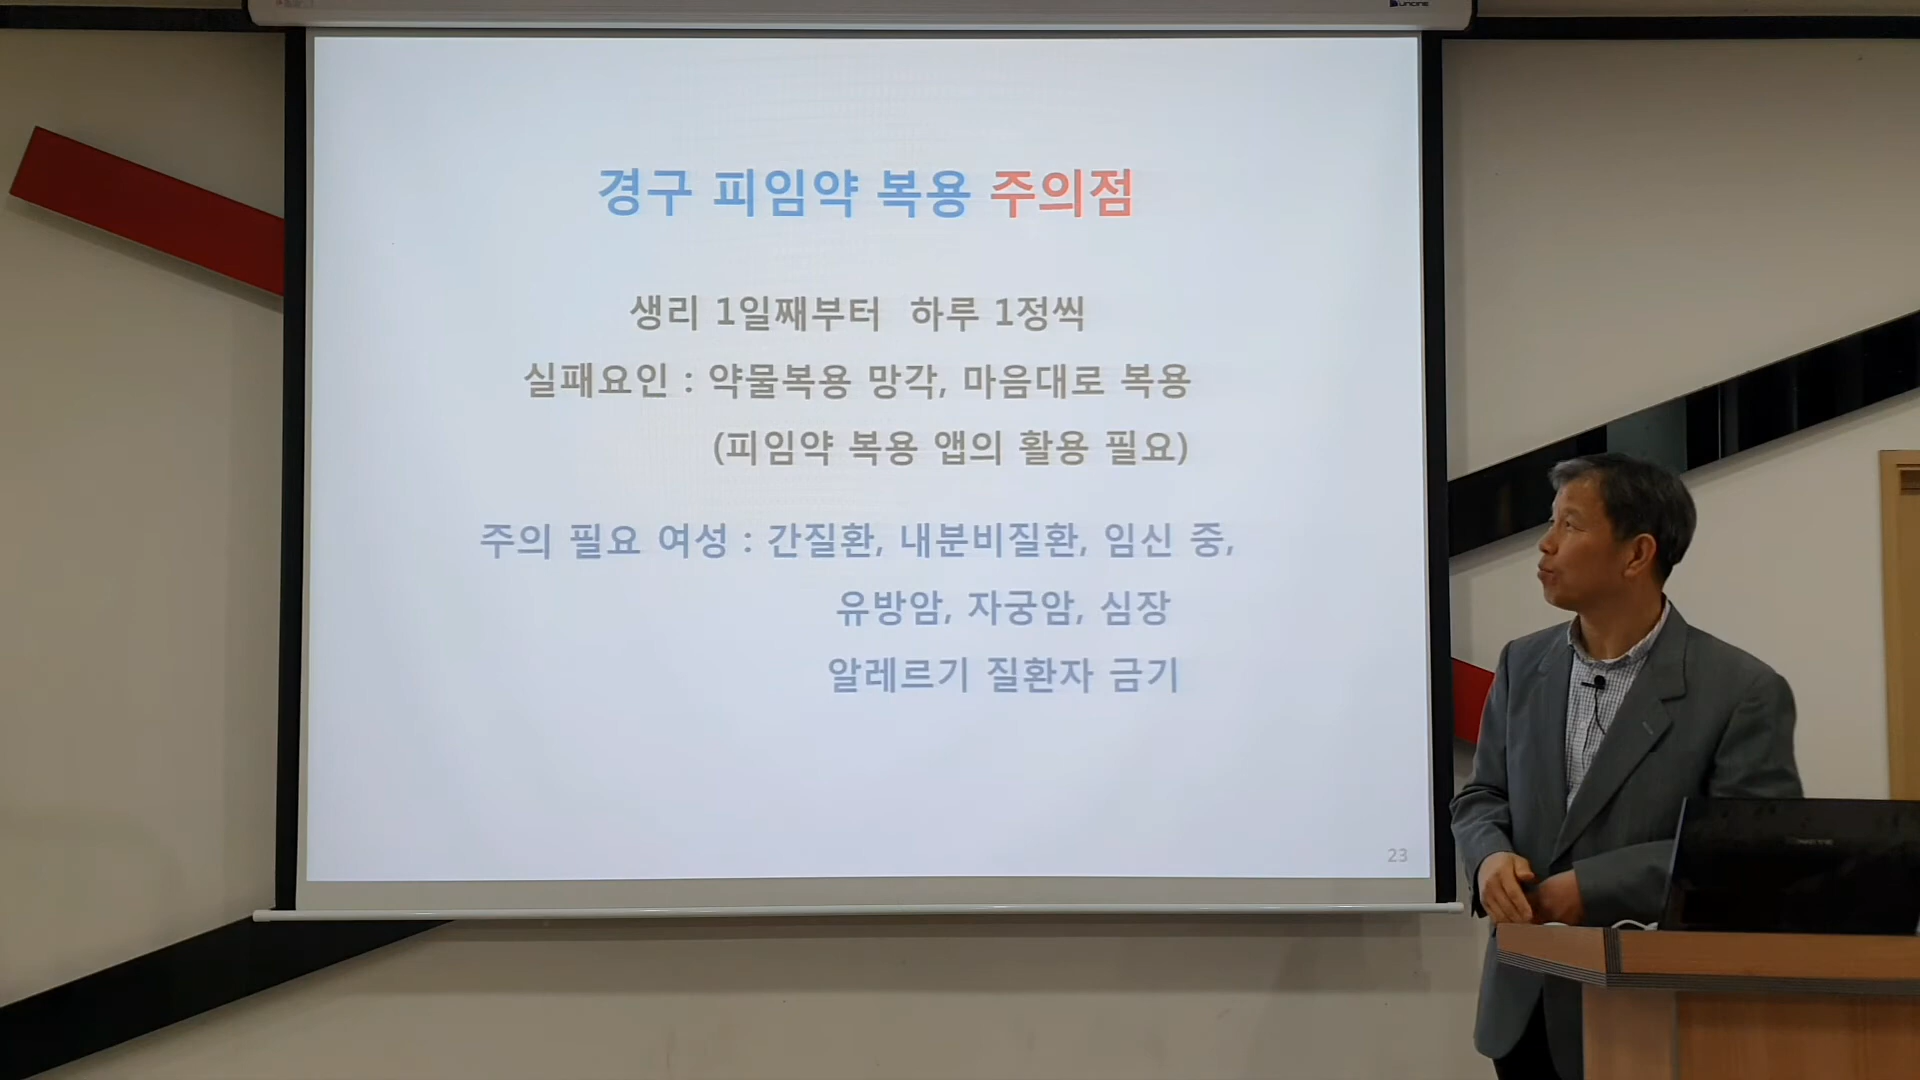 경구 피임약 복용 주의점
생리 1일째부터 하루 1정씩
실패요인 : 약물복용 망각, 마음대로 복용
(피임약 복용 앱의 활용 필요)
주의 필요 여성 : 간질환, 내분비질환, 임신 중,
유방암, 자궁암, 심장
알레르기 질환자 금기
23